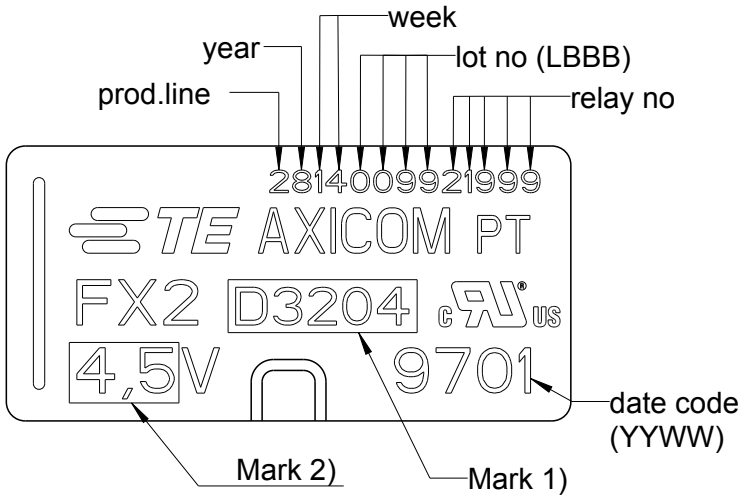 week
year
lot no (LBBB)
prod.line
relay no
2814009921999
TE AXICOM PT
FX2 D3204 c RU® US
4,5V 9701
date code
(YYWW)
Mark 2)
Mark 1)